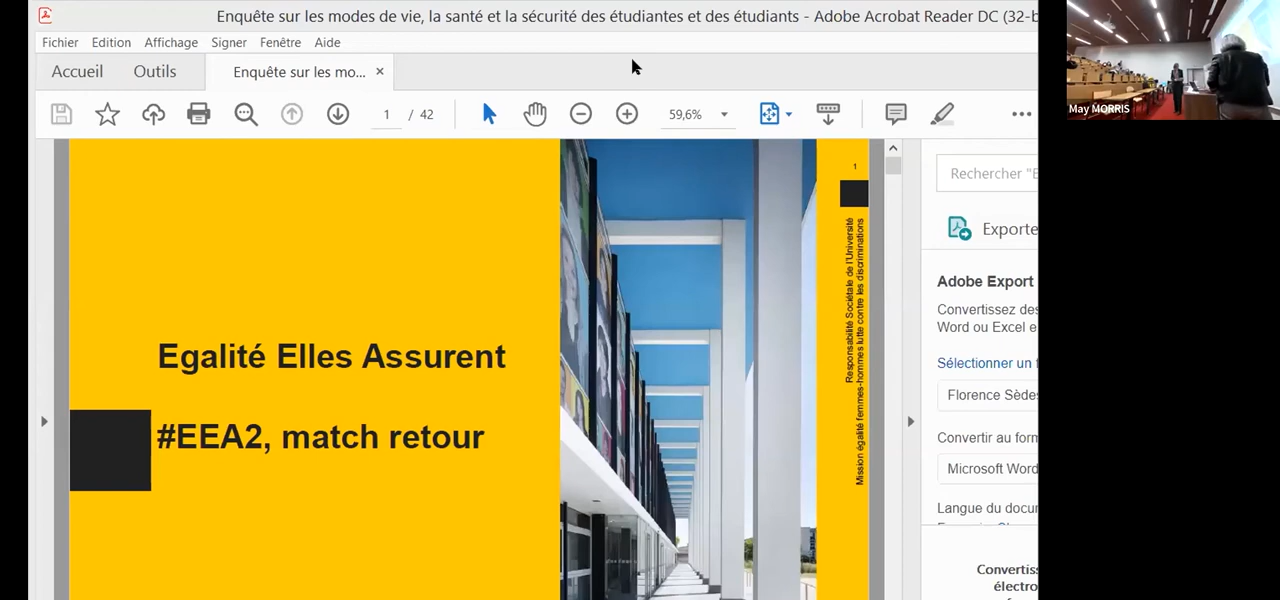 Enquête sur les modes de vie, la santé et la sécurité des étudiantes et des étudiants - Adobe Acrobat Reader DC (32-b
Fichier Edition Affichage Signer Fenêtre Aide
Accueil Outils Enquête sur les mo... ×
1 / 42 59,6%
May MORRIS
Egalité Elles Assurent
#EEA2, match retour
1
Responsabilité Sociétale de l'Université
Mission égalité femmes-hommes lutte contre les discriminations
Rechercher "E
Exporte
Adobe Export
Convertissez des
Word ou Excel e
Sélectionner un f
Florence Sèdes
Convertir au form
Microsoft Word
Langue du docum
Convertiss
électro